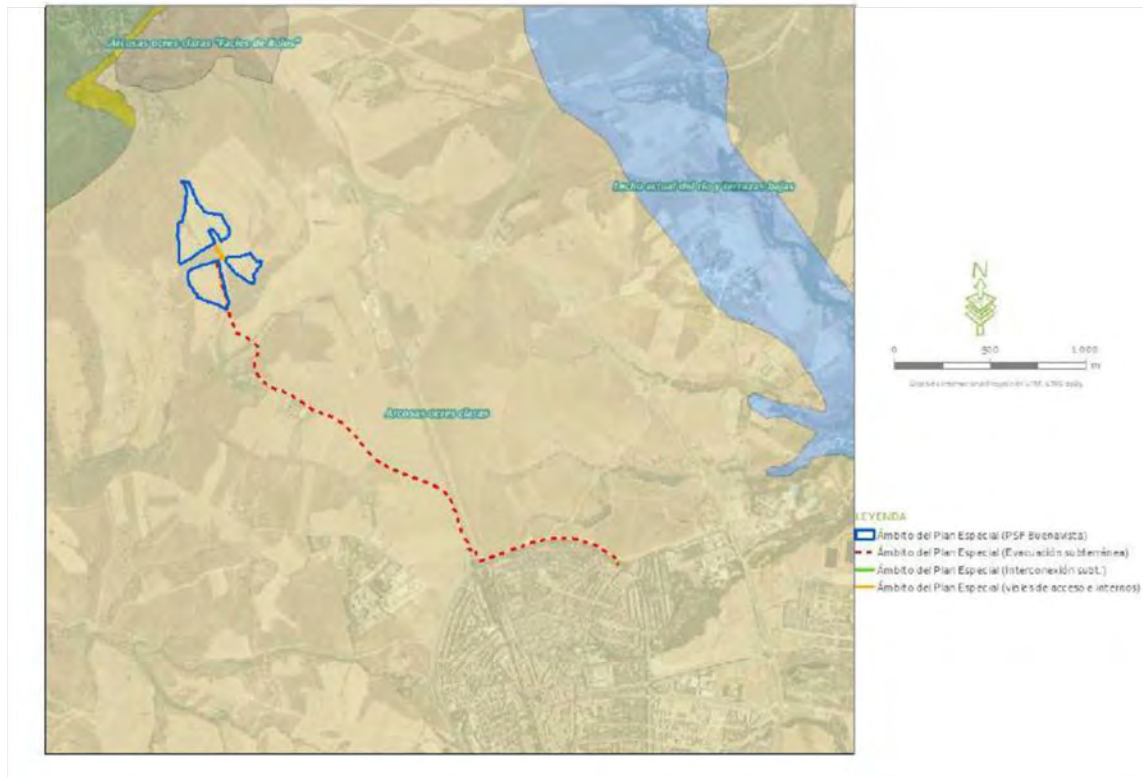 Arcosas ocres claras "Facies de Bolos"
Lecho actual del río y terrazas bajas
Arcosas ocres claras
N
0 500 1.000
m
LEYENDA
Ámbito del Plan Especial (PSF Buenavista)
Ámbito del Plan Especial (Evacuación subterránea)
Ámbito del Plan Especial (Interconexión subt.)
Ámbito del Plan Especial (viales de acceso e internos)